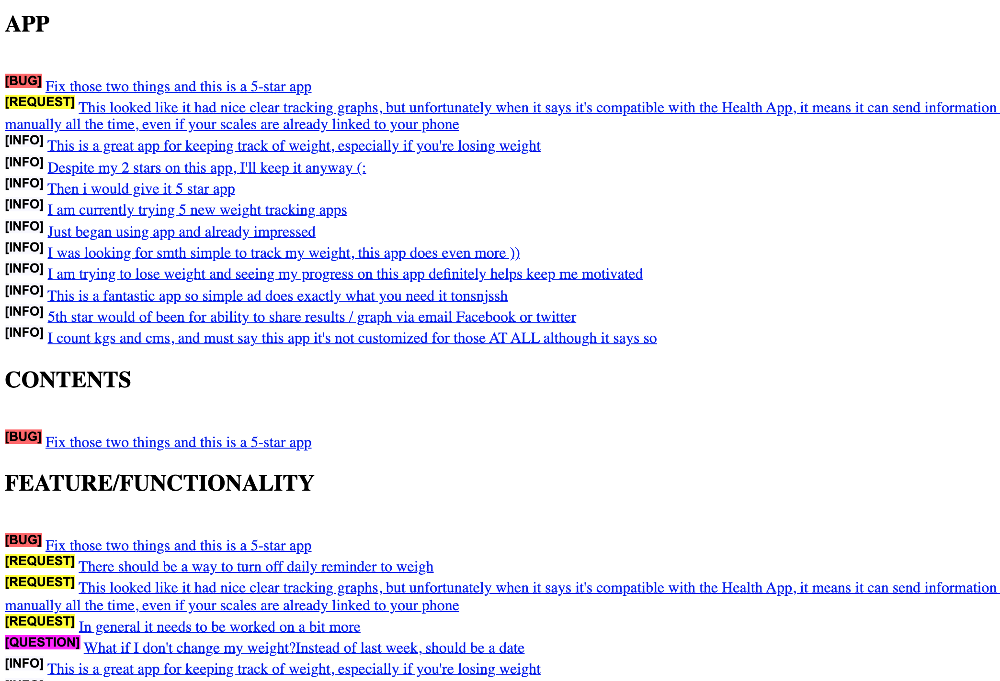 APP
[BUG] Fix those two things and this is a 5-star app
[REQUEST] This looked like it had nice clear tracking graphs, but unfortunately when it says it's compatible with the Health App, it means it can send information
manually all the time, even if your scales are already linked to your phone
[INFO] This is a great app for keeping track of weight, especially if you're losing weight
[INFO] Despite my 2 stars on this app, I'll keep it anyway (:
[INFO] Then i would give it 5 star app
[INFO] I am currently trying 5 new weight tracking apps
[INFO] Just began using app and already impressed
[INFO] I was looking for smth simple to track my weight, this app does even more ))
[INFO] I am trying to lose weight and seeing my progress on this app definitely helps keep me motivated
[INFO] This is a fantastic app so simple ad does exactly what you need it tonsnjssh
[INFO] 5th star would of been for ability to share results / graph via email Facebook or twitter
[INFO] I count kgs and cms, and must say this app it's not customized for those AT ALL although it says so
CONTENTS
[BUG] Fix those two things and this is a 5-star app
FEATURE/FUNCTIONALITY
[BUG] Fix those two things and this is a 5-star app
[REQUEST] There should be a way to turn off daily reminder to weigh
[REQUEST] This looked like it had nice clear tracking graphs, but unfortunately when it says it's compatible with the Health App, it means it can send information
manually all the time, even if your scales are already linked to your phone
[REQUEST] In general it needs to be worked on a bit more
[QUESTION] What if I don't change my weight?Instead of last week, should be a date
[INFO] This is a great app for keeping track of weight, especially if you're losing weight